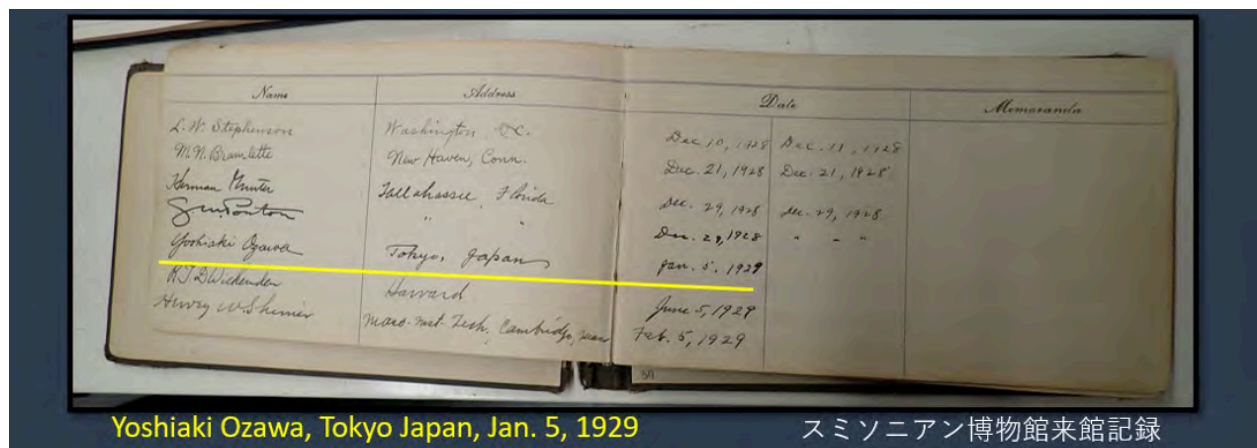 Name Address Date Memoranda
L. W. Stephenson Washington D.C. Dec 10, 1928 Dec. 11, 1928
M. N. Bramlette New Haven, Conn. Dec. 21, 1928 Dec. 21, 1928
Herman Gunter Tallahassee, Florida Dec. 29, 1928 Dec. 29, 1928
" " Dec. 29, 1928 " " "
Yoshiaki Ozawa Tokyo, Japan Jan. 5, 1929
R. T. D. Wickenden Harvard June 5, 1929
Henry W. Shimer Mass. Inst. Tech., Cambridge, Mass Feb. 5, 1929
59
Yoshiaki Ozawa, Tokyo Japan, Jan. 5, 1929 スミソニアン博物館来館記録